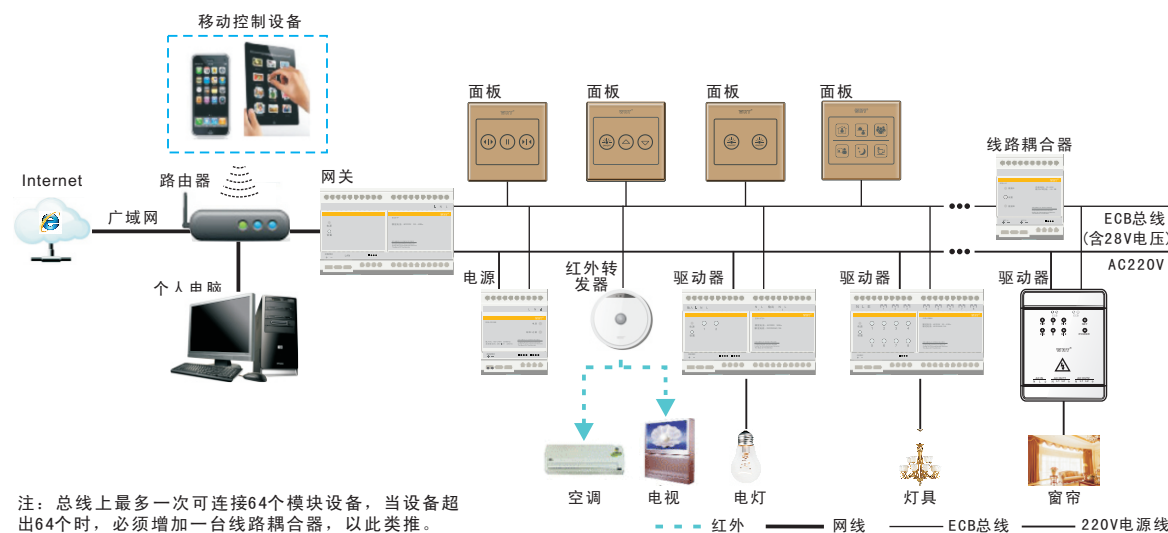 移动控制设备
面板
面板
面板
面板
线路耦合器
Internet
路由器
网关
广域网
ECB总线
(含28V电压)
AC220V
个人电脑
电源
红外转
发器
驱动器
驱动器
驱动器
空调
电视
电灯
灯具
窗帘
注：总线上最多一次可连接64个模块设备，当设备超
出64个时，必须增加一台线路耦合器，以此类推。
红外
网线
ECB总线
220V电源线